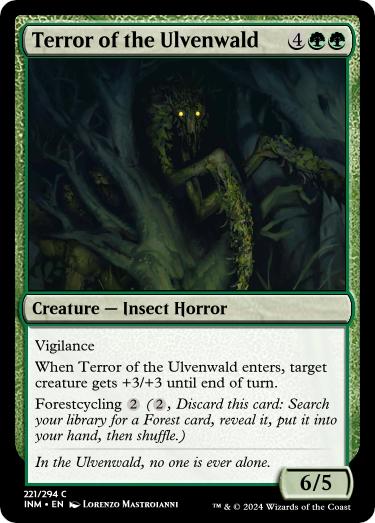 Terror of the Ulvenwald 4
Creature — Insect Horror
Vigilance
When Terror of the Ulvenwald enters, target
creature gets +3/+3 until end of turn.
Forestcycling 2 (2, Discard this card: Search
your library for a Forest card, reveal it, put it into
your hand, then shuffle.)
In the Ulvenwald, no one is ever alone.
6/5
221/294 C
INM • EN Lorenzo Mastroianni
™ & © 2024 Wizards of the Coast